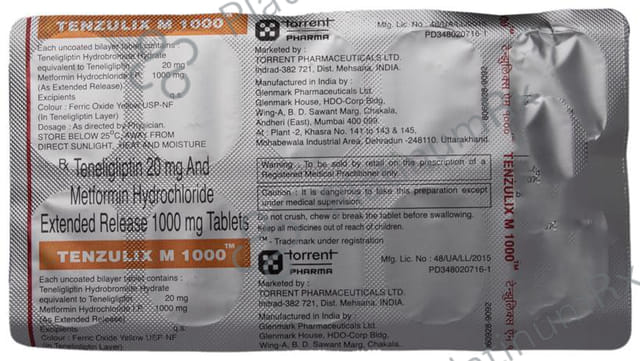 TENZULIX M 1000
Each uncoated bilayer tablet contains :
Teneligliptin Hydrobromide Hydrate
equivalent to Teneligliptin 20 mg
Metformin Hydrochloride I.P. 1000 mg
(As Extended Release)
Excipients q.s.
Colour : Ferric Oxide Yellow USP-NF
(In Teneligliptin Layer)
Dosage : As directed by Physician.
STORE BELOW 25°C, AWAY FROM
DIRECT SUNLIGHT, HEAT AND MOISTURE
Rx Teneligliptin 20 mg And
Metformin Hydrochloride
Extended Release 1000 mg Tablets
TENZULIX M 1000™
Each uncoated bilayer tablet contains :
Teneligliptin Hydrobromide Hydrate
equivalent to Teneligliptin 20 mg
Metformin Hydrochloride I.P. 1000 mg
(As Extended Release)
Excipients q.s.
Colour : Ferric Oxide Yellow USP-NF
(In Teneligliptin Layer)
torrent
PHARMA
Mfg. Lic. No : 48/UA/LL/2015
PD348020716-1
Marketed by :
TORRENT PHARMACEUTICALS LTD.
Indrad-382 721, Dist. Mehsana, INDIA.
Manufactured in India by :
Glenmark Pharmaceuticals Ltd.
Glenmark House, HDO-Corp Bldg,
Wing-A, B. D. Sawant Marg, Chakala,
Andheri (East), Mumbai 400 099.
At : Plant-2, Khasra No. 141 to 143 & 145,
Mohabewala Industrial Area, Dehradun -248110, Uttarakhand.
Warning : To be sold by retail on the prescription of a
Registered Medical Practitioner only.
Caution : It is dangerous to take this preparation except
under medical supervision.
Do not crush, chew or break the tablet before swallowing.
Keep all medicines out of reach of children.
™ - Trademark under registration
torrent
PHARMA
Mfg. Lic. No : 48/UA/LL/2015
PD348020716-1
Marketed by :
TORRENT PHARMACEUTICALS LTD.
Indrad-382 721, Dist. Mehsana, INDIA.
Manufactured in India by :
Glenmark Pharmaceuticals Ltd.
Glenmark House, HDO-Corp Bldg,
Wing-A, B. D. Sawant Marg, Chakala,
TENZULIX M 1000™